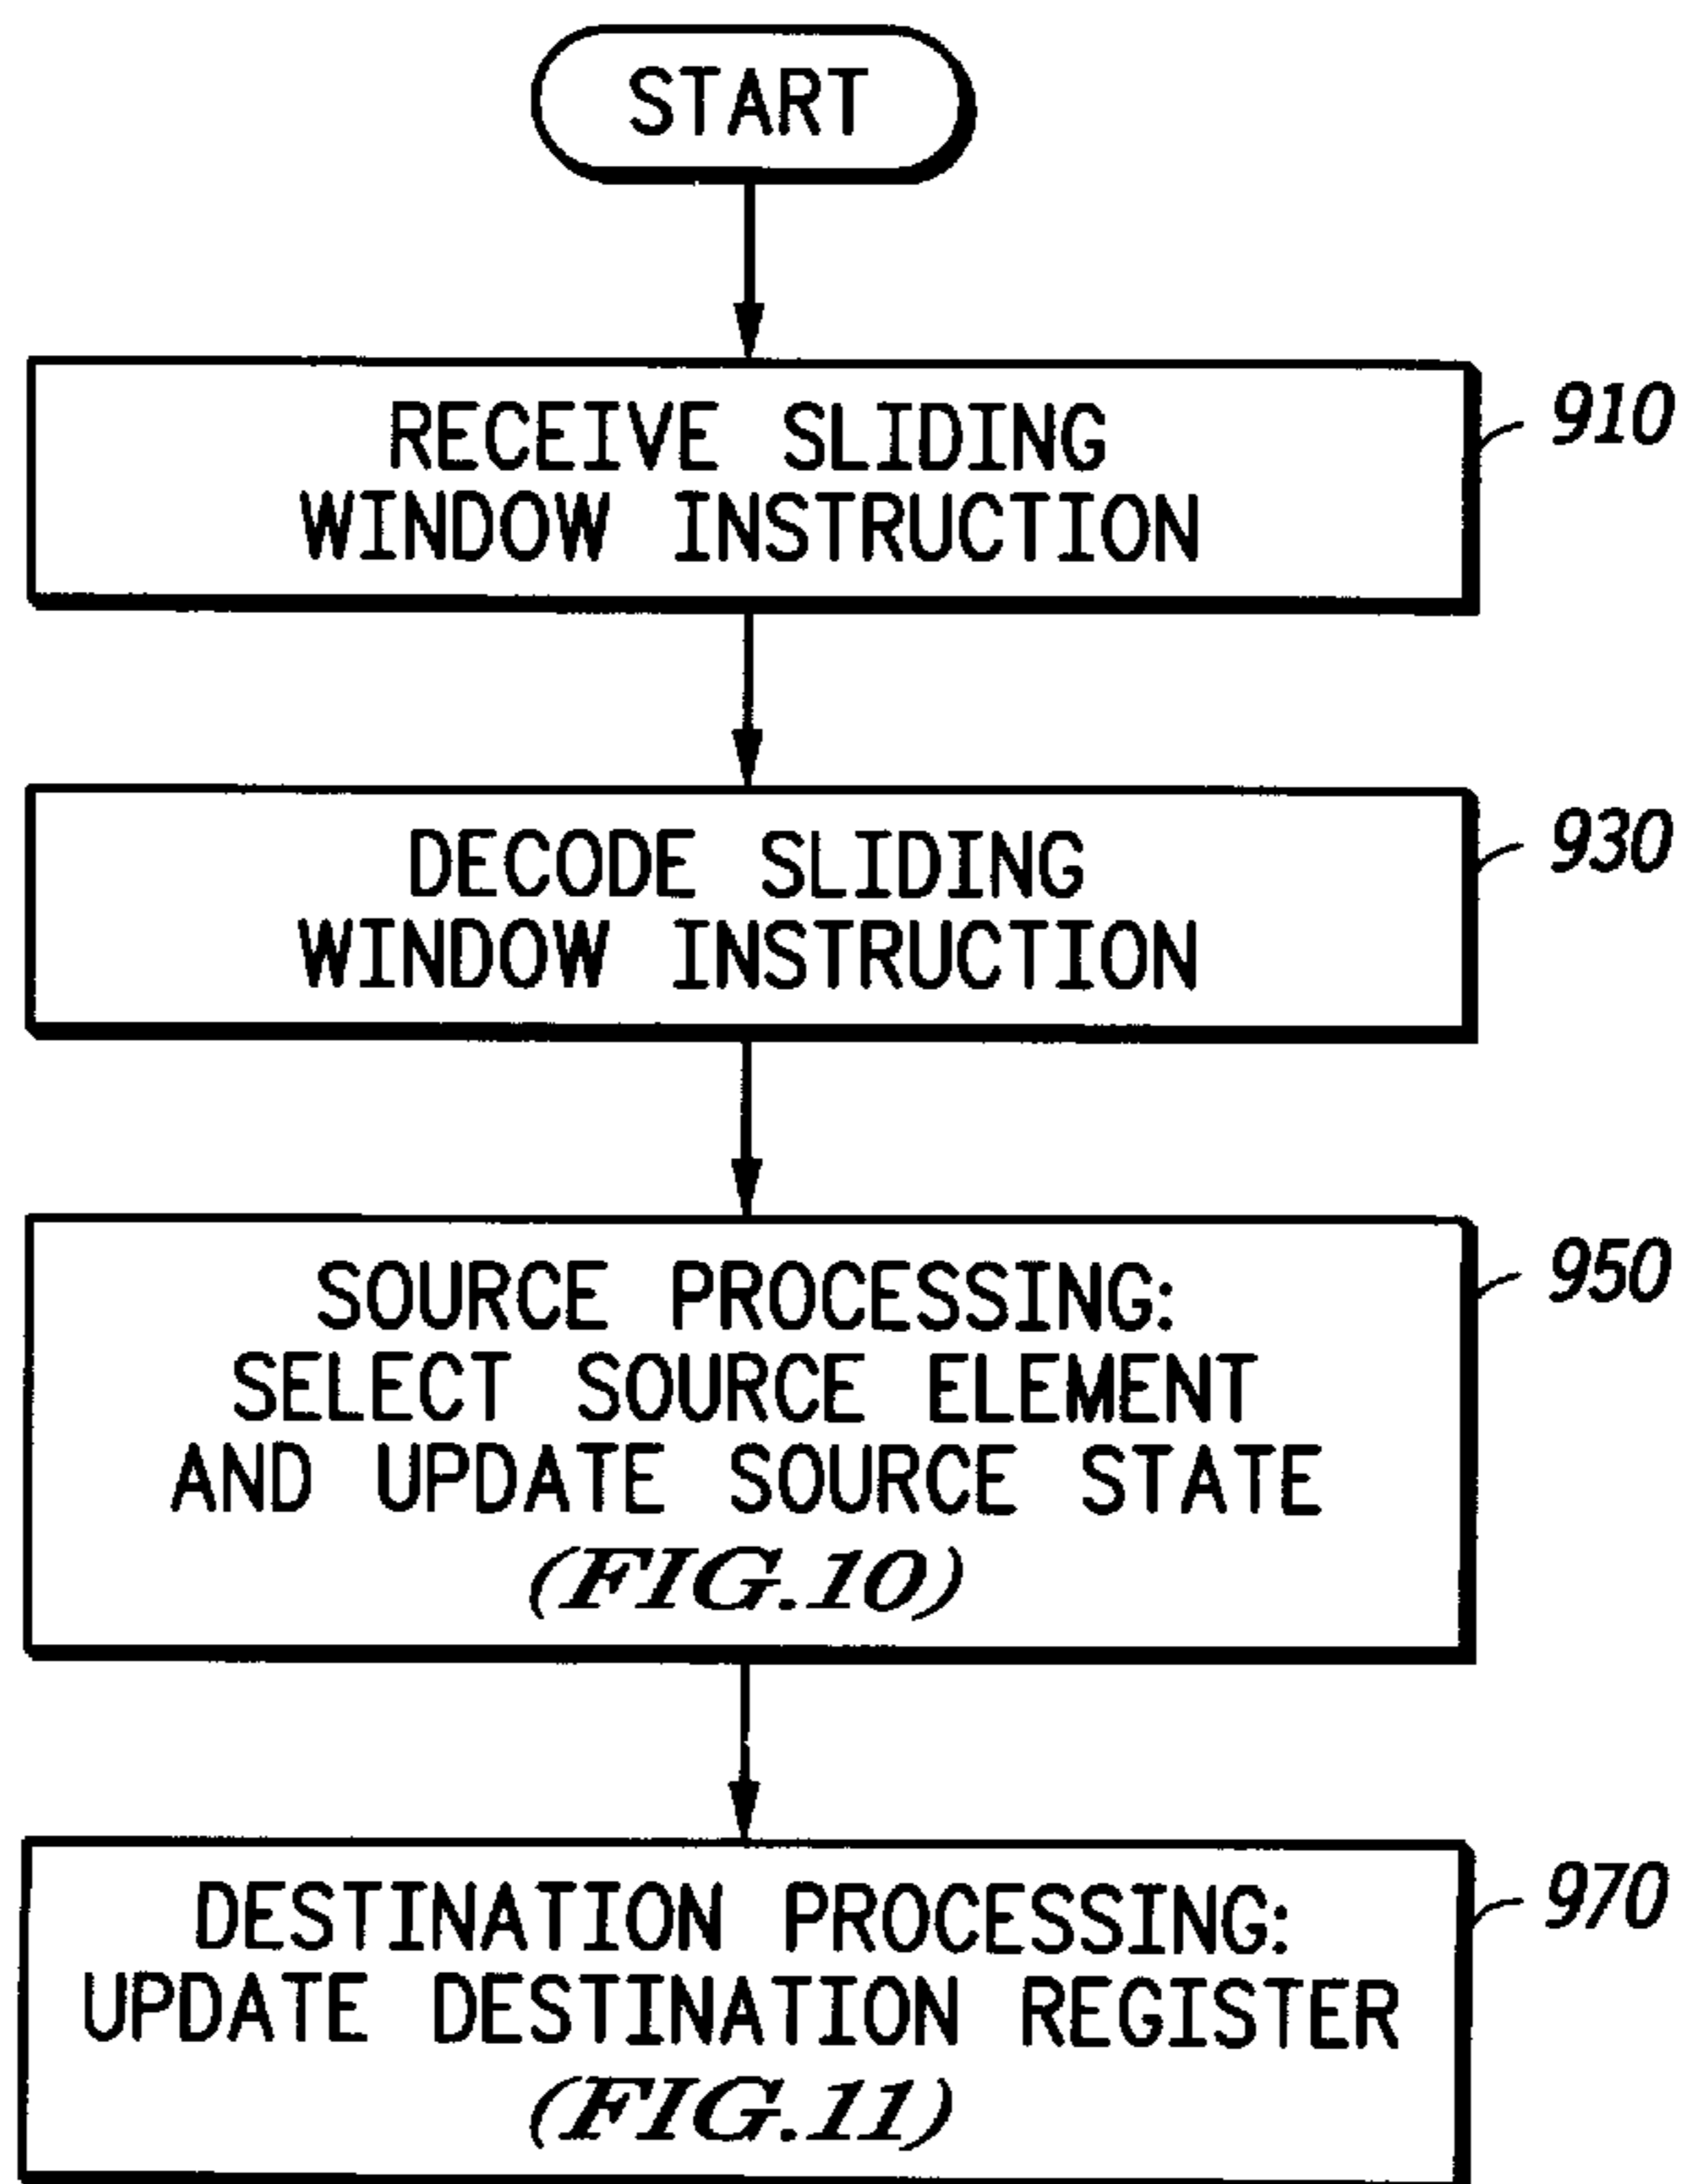 START
RECEIVE SLIDING
WINDOW INSTRUCTION
910
DECODE SLIDING
WINDOW INSTRUCTION
930
SOURCE PROCESSING:
SELECT SOURCE ELEMENT
AND UPDATE SOURCE STATE
(FIG.10)
950
DESTINATION PROCESSING:
UPDATE DESTINATION REGISTER
(FIG.11)
970